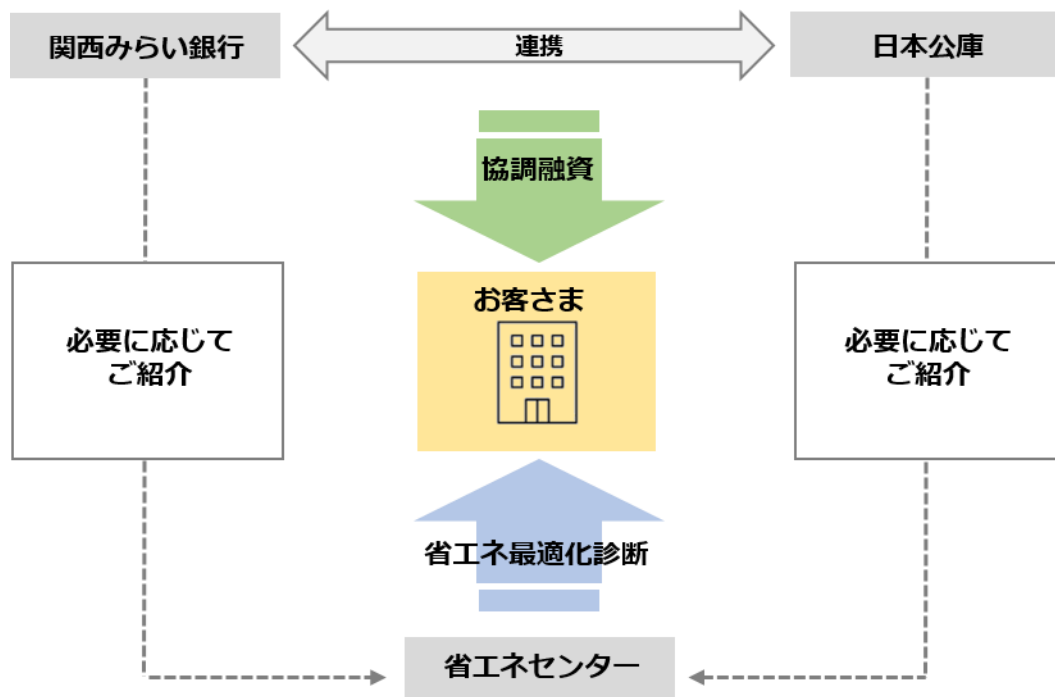 関西みらい銀行
連携
日本公庫
協調融資
お客さま
必要に応じて
ご紹介
必要に応じて
ご紹介
省エネ最適化診断
省エネセンター